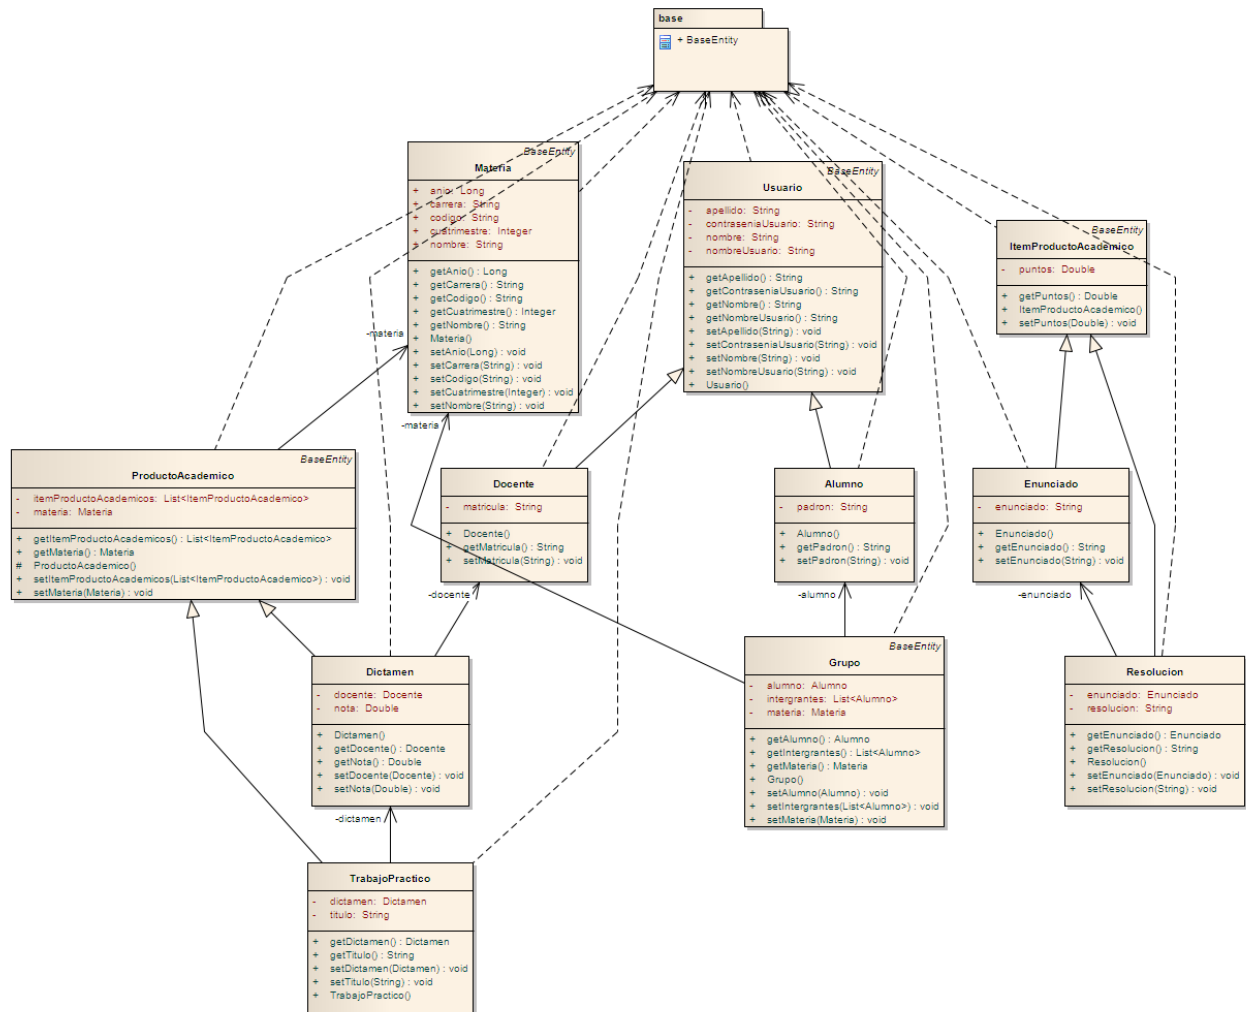 base
+ BaseEntity
BaseEntity
Materia
+ anio: Long
+ carrera: String
+ codigo: String
+ cuatrimestre: Integer
+ nombre: String
+ getAnio() : Long
+ getCarrera() : String
+ getCodigo() : String
+ getCuatrimestre() : Integer
+ getNombre() : String
+ Materia()
+ setAnio(Long) : void
+ setCarrera(String) : void
+ setCodigo(String) : void
+ setCuatrimestre(Integer) : void
+ setNombre(String) : void
BaseEntity
Usuario
- apellido: String
- contraseniaUsuario: String
- nombre: String
- nombreUsuario: String
+ getApellido() : String
+ getContraseniaUsuario() : String
+ getNombre() : String
+ getNombreUsuario() : String
+ setApellido(String) : void
+ setContraseniaUsuario(String) : void
+ setNombre(String) : void
+ setNombreUsuario(String) : void
+ Usuario()
BaseEntity
ItemProductoAcademico
- puntos: Double
+ getPuntos() : Double
+ ItemProductoAcademico()
+ setPuntos(Double) : void
-materia
-materia
BaseEntity
ProductoAcademico
- itemProductoAcademicos: List<ItemProductoAcademico>
- materia: Materia
+ getItemProductoAcademicos() : List<ItemProductoAcademico>
+ getMateria() : Materia
# ProductoAcademico()
+ setItemProductoAcademicos(List<ItemProductoAcademico>) : void
+ setMateria(Materia) : void
Docente
- matricula: String
+ Docente()
+ getMatricula() : String
+ setMatricula(String) : void
-docente
Alumno
- padron: String
+ Alumno()
+ getPadron() : String
+ setPadron(String) : void
-alumno
Enunciado
- enunciado: String
+ Enunciado()
+ getEnunciado() : String
+ setEnunciado(String) : void
-enunciado
Dictamen
- docente: Docente
- nota: Double
+ Dictamen()
+ getDocente() : Docente
+ getNota() : Double
+ setDocente(Docente) : void
+ setNota(Double) : void
-dictamen
BaseEntity
Grupo
- alumno: Alumno
- intergrantes: List<Alumno>
- materia: Materia
+ getAlumno() : Alumno
+ getIntergrantes() : List<Alumno>
+ getMateria() : Materia
+ Grupo()
+ setAlumno(Alumno) : void
+ setIntergrantes(List<Alumno>) : void
+ setMateria(Materia) : void
Resolucion
- enunciado: Enunciado
- resolucion: String
+ getEnunciado() : Enunciado
+ getResolucion() : String
+ Resolucion()
+ setEnunciado(Enunciado) : void
+ setResolucion(String) : void
TrabajoPractico
- dictamen: Dictamen
- titulo: String
+ getDictamen() : Dictamen
+ getTitulo() : String
+ setDictamen(Dictamen) : void
+ setTitulo(String) : void
+ TrabajoPractico()